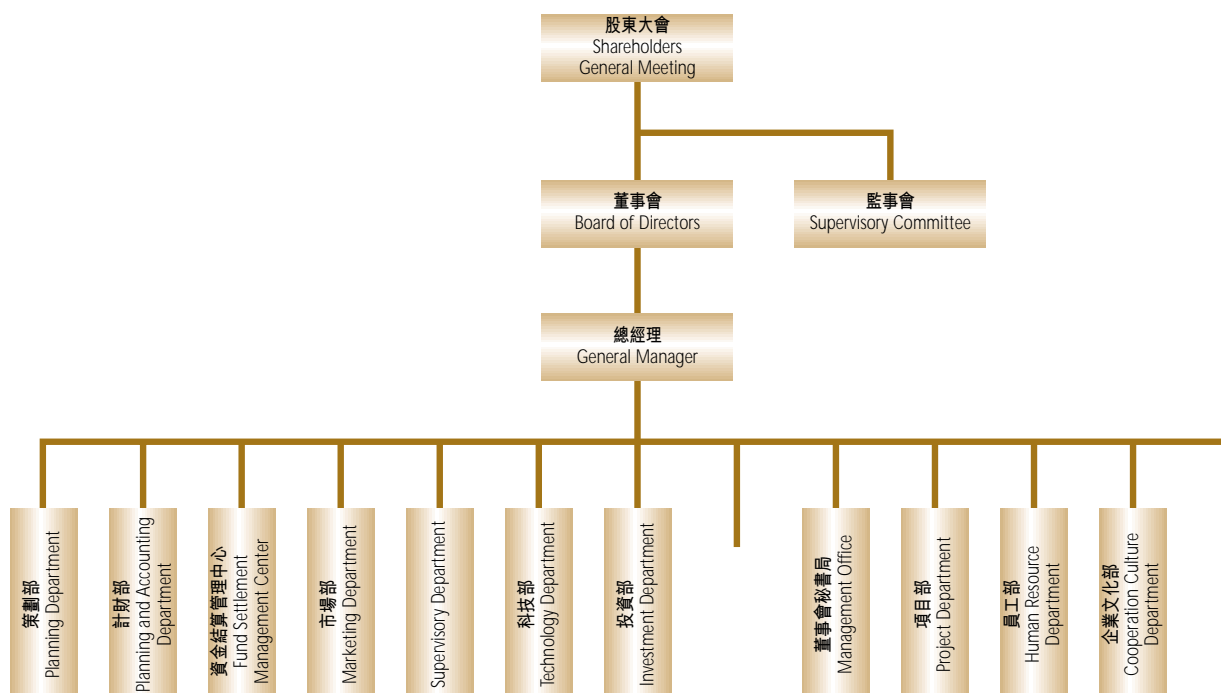 股東大會
Shareholders
General Meeting
董事會
Board of Directors
監事會
Supervisory Committee
總經理
General Manager
策劃部
Planning Department
計財部
Planning and Accounting
Department
資金結算管理中心
Fund Settlement
Management Center
市場部
Marketing Department
Supervisory Department
科技部
Technology Department
投資部
Investment Department
董事會秘書局
Management Office
項目部
Project Department
員工部
Human Resource
Department
企業文化部
Cooperation Culture
Department